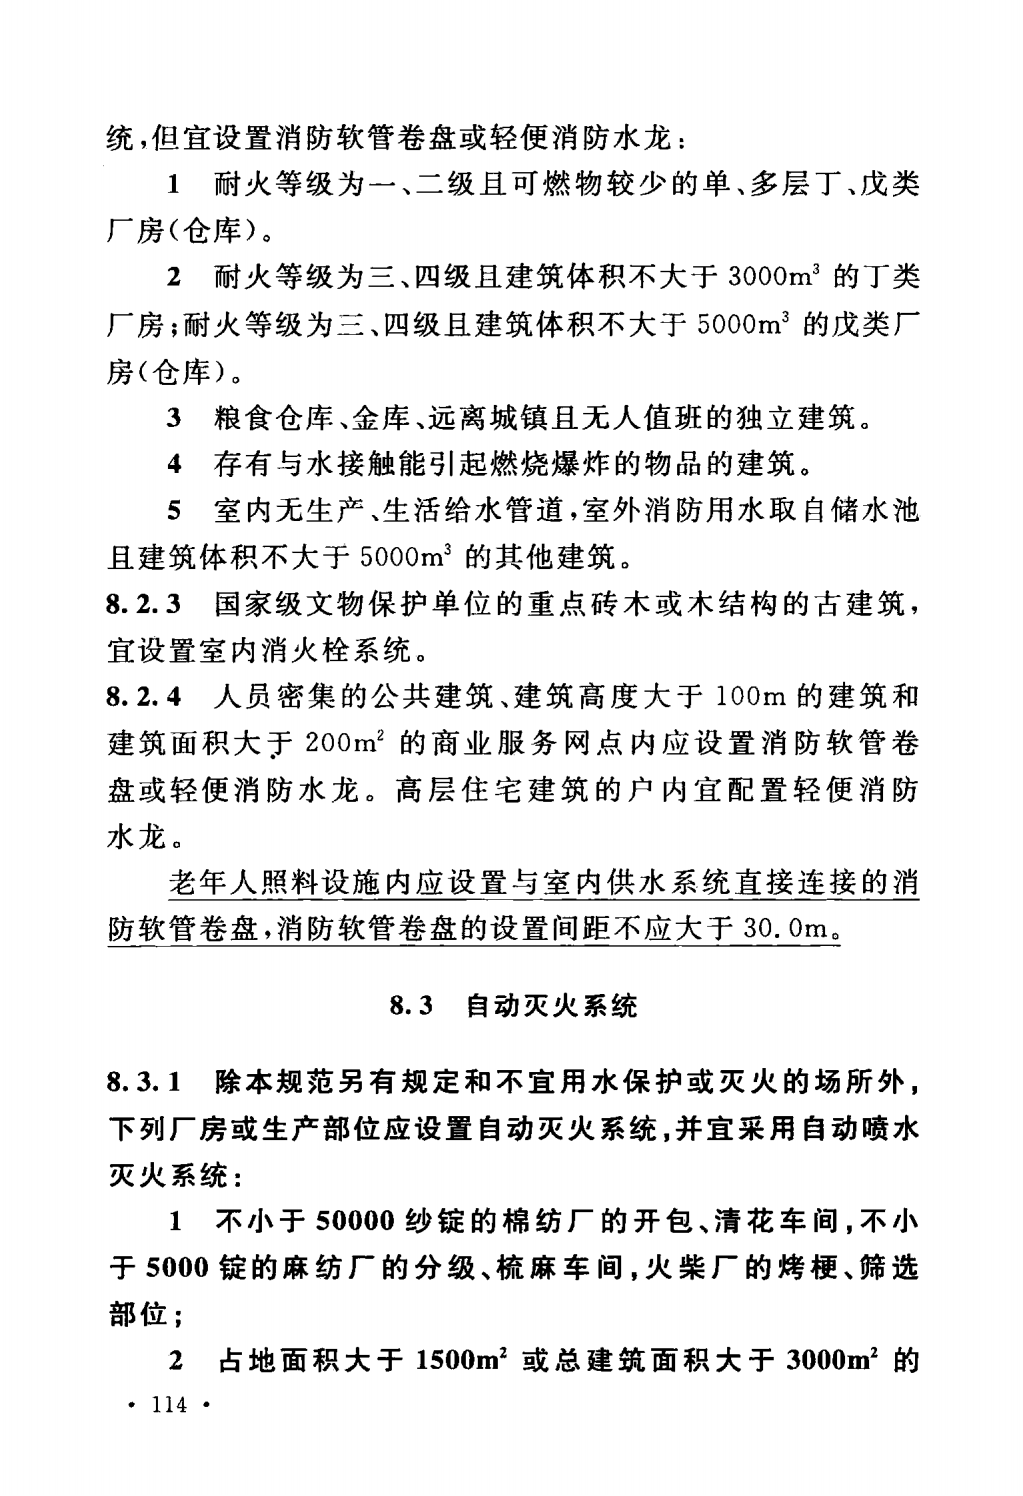 统,但宜设置消防软管卷盘或轻便消防水龙:
1 耐火等级为一、二级且可燃物较少的单、多层丁、戊类
厂房(仓库)。
2 耐火等级为三、四级且建筑体积不大于 3000m³ 的丁类
厂房;耐火等级为三、四级且建筑体积不大于 5000m³ 的戊类厂
房(仓库)。
3 粮食仓库、金库、远离城镇且无人值班的独立建筑。
4 存有与水接触能引起燃烧爆炸的物品的建筑。
5 室内无生产、生活给水管道,室外消防用水取自储水池
且建筑体积不大于 5000m³ 的其他建筑。
8.2.3 国家级文物保护单位的重点砖木或木结构的古建筑,
宜设置室内消火栓系统。
8.2.4 人员密集的公共建筑、建筑高度大于 100m 的建筑和
建筑面积大于 200m² 的商业服务网点内应设置消防软管卷
盘或轻便消防水龙。高层住宅建筑的户内宜配置轻便消防
水龙。
老年人照料设施内应设置与室内供水系统直接连接的消
防软管卷盘,消防软管卷盘的设置间距不应大于 30.0m。
8.3 自动灭火系统
8.3.1 除本规范另有规定和不宜用水保护或灭火的场所外,
下列厂房或生产部位应设置自动灭火系统,并宜采用自动喷水
灭火系统:
1 不小于 50000 纱锭的棉纺厂的开包、清花车间,不小
于 5000 锭的麻纺厂的分级、梳麻车间,火柴厂的烤梗、筛选
部位;
2 占地面积大于 1500m² 或总建筑面积大于 3000m² 的
· 114 ·